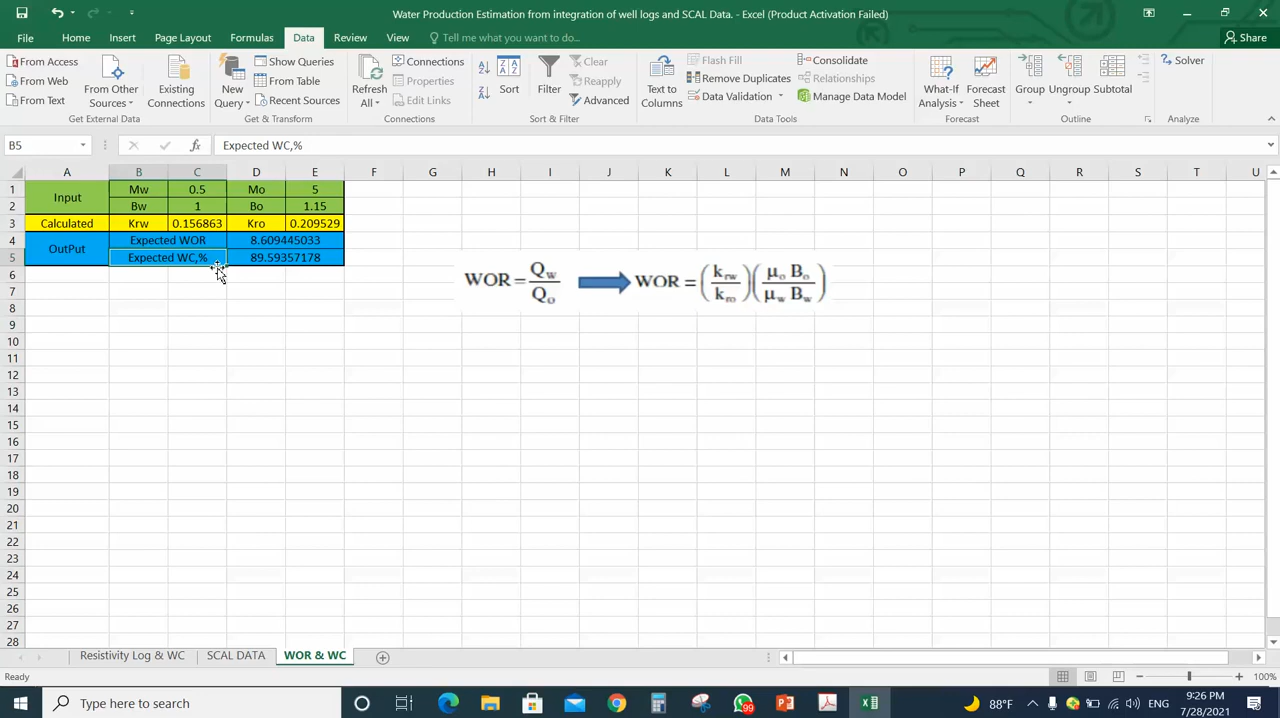 Water Production Estimation from integration of well logs and SCAL Data. - Excel (Product Activation Failed)
File Home Insert Page Layout Formulas Data Review View Tell me what you want to do... Share
From Access
From Web
From Text
From Other Sources
Existing Connections
Get External Data
New Query
Show Queries
From Table
Recent Sources
Get & Transform
Refresh All
Connections
Properties
Edit Links
Connections
Sort
Filter
Clear
Reapply
Advanced
Sort & Filter
Text to Columns
Flash Fill
Remove Duplicates
Data Validation
Consolidate
Relationships
Manage Data Model
Data Tools
What-If Analysis
Forecast Sheet
Forecast
Group
Ungroup
Subtotal
Outline
Solver
Analyze
B5 fx Expected WC,%
A B C D E F G H I J K L M N O P Q R S T U
1 Input Mw 0.5 Mo 5
2 Bw 1 Bo 1.15
3 Calculated Krw 0.156863 Kro 0.209529
4 OutPut Expected WOR 8.609445033
5 Expected WC,% 89.59357178
6
7
8
9
10
11
12
13
14
15
16
17
18
19
20
21
22
23
24
25
26
27
28
WOR = Qw / Qo WOR = (krw / kro) (μo Bo / μw Bw)
Resistivity Log & WC SCAL DATA WOR & WC
Ready 100%
Type here to search 99 88°F 9:26 PM
7/28/2021